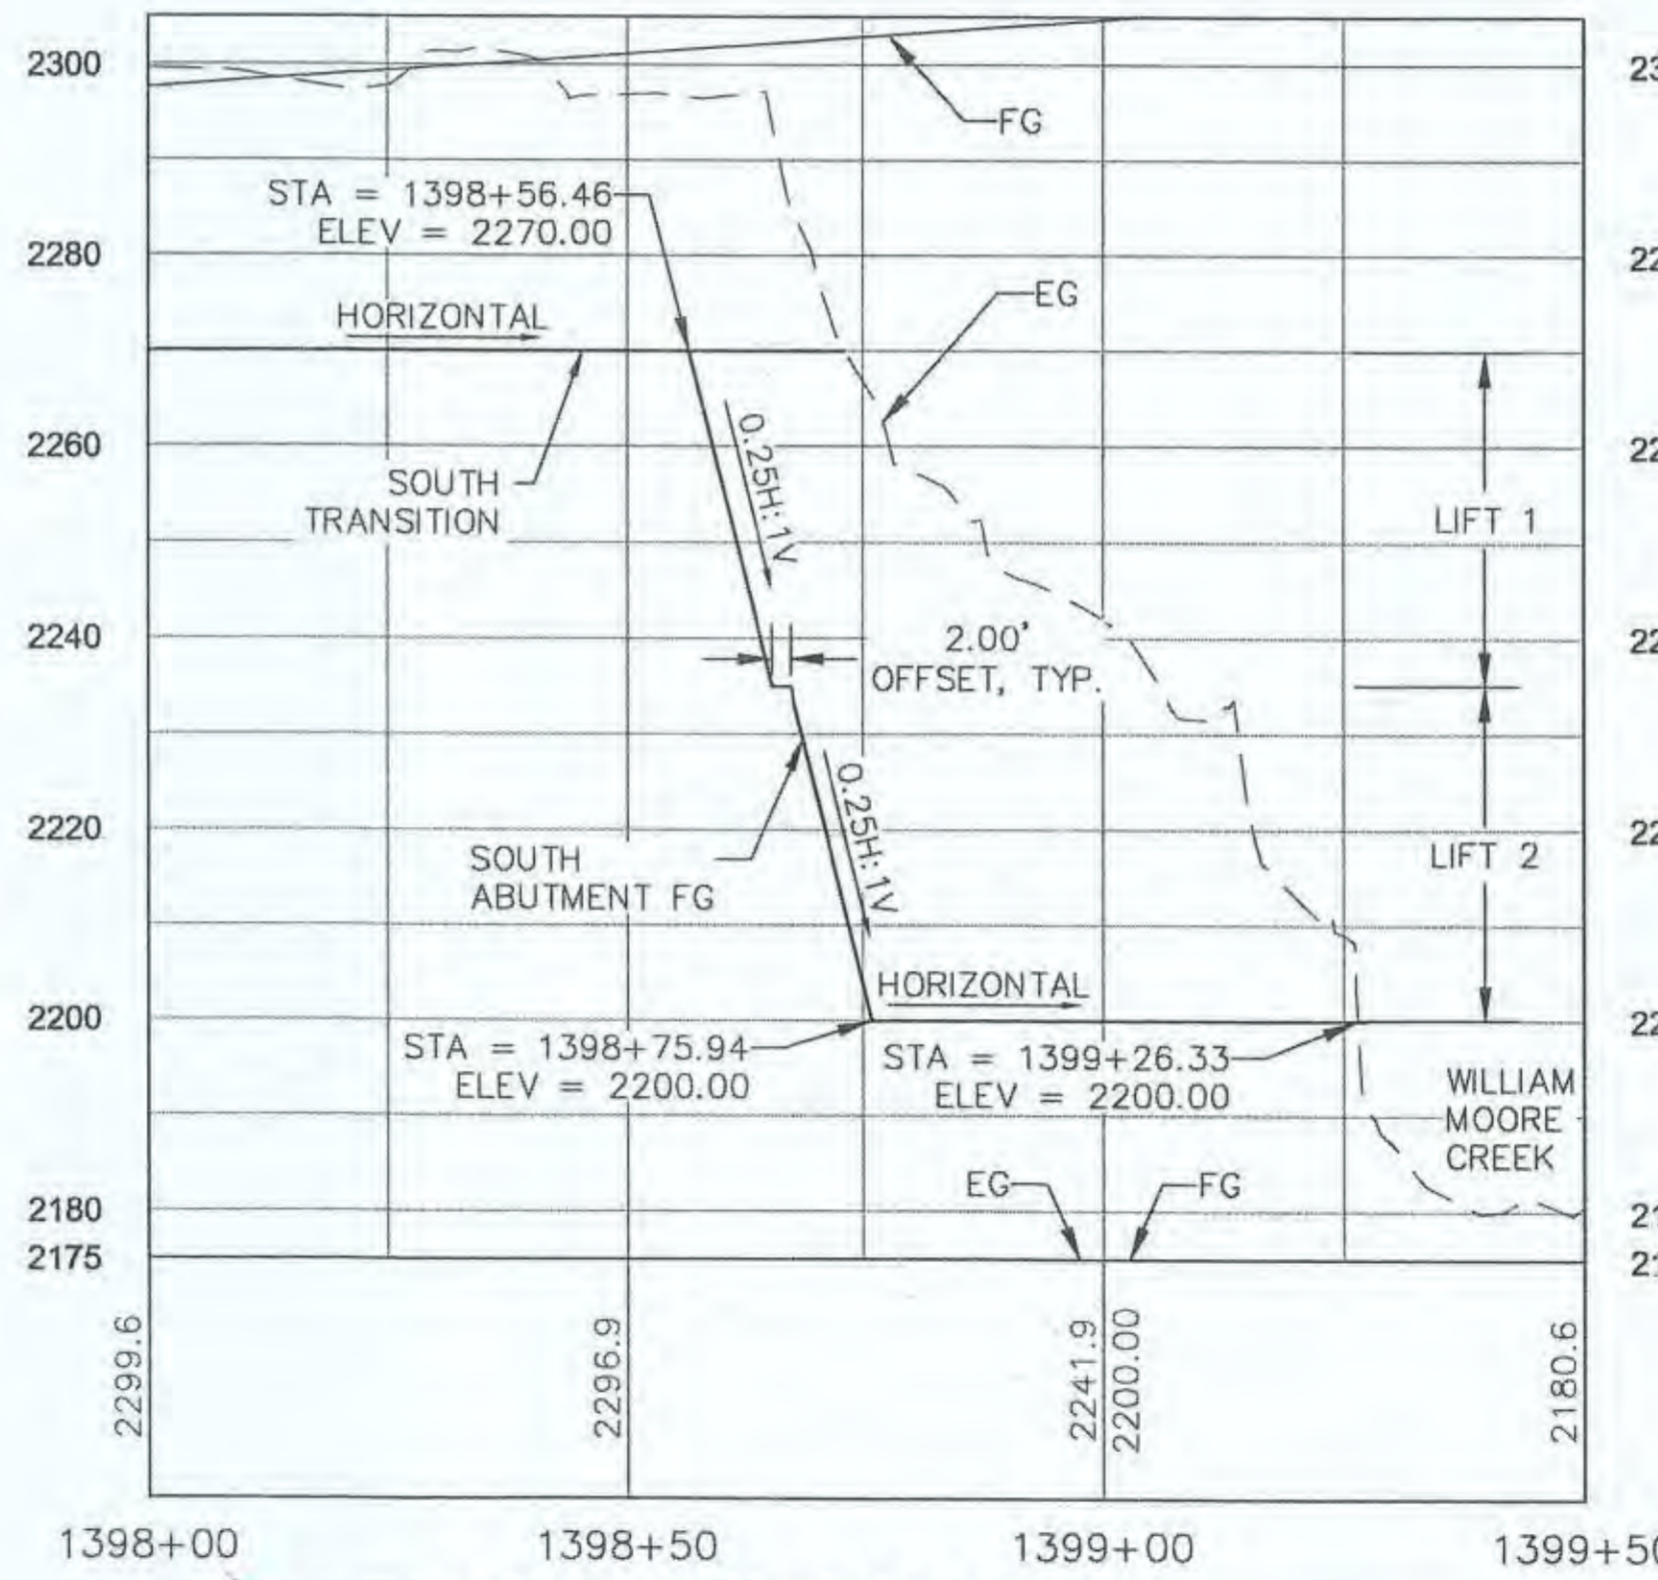 2300
FG
STA = 1398+56.46
ELEV = 2270.00
2280
EG
HORIZONTAL
2260
0.25H:1V
SOUTH
TRANSITION
LIFT 1
2240
2.00'
OFFSET, TYP.
0.25H:1V
2220
SOUTH
ABUTMENT FG
LIFT 2
HORIZONTAL
2200
STA = 1398+75.94
ELEV = 2200.00
STA = 1399+26.33
ELEV = 2200.00
WILLIAM
MOORE
CREEK
EG
FG
2180
2175
2299.6
2296.9
2241.9
2200.00
2180.6
1398+00
1398+50
1399+00